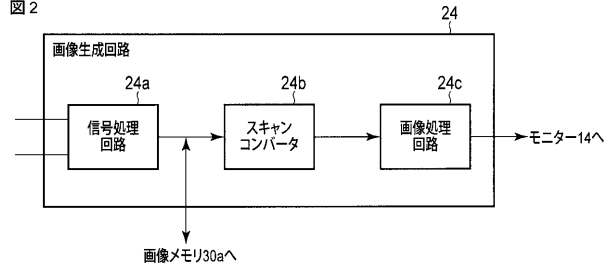 図2
24
画像生成回路
24a
24b
24c
信号処理
回路
スキャン
コンバータ
画像処理
回路
モニター14へ
画像メモリ30aへ